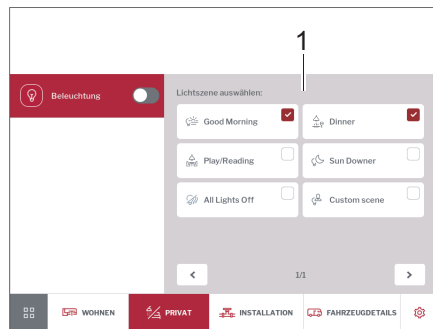 1
Beleuchtung
Lichtszene auswählen:
Good Morning
Dinner
Play/Reading
Sun Downer
All Lights Off
Custom scene
1/1
WOHNEN
PRIVAT
INSTALLATION
FAHRZEUGDETAILS